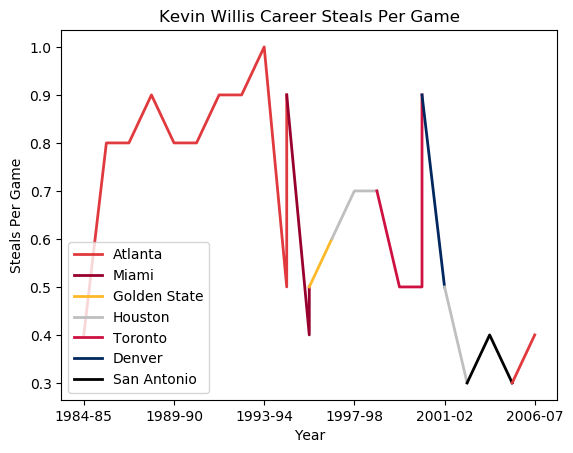 Kevin Willis Career Steals Per Game
1.0
0.9
0.8
0.7
0.6
0.5
0.4
0.3
Steals Per Game
Atlanta
Miami
Golden State
Houston
Toronto
Denver
San Antonio
1984-85 1989-90 1993-94 1997-98 2001-02 2006-07
Year